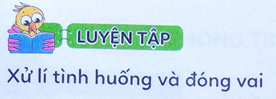 LUYỆN TẬP
Xử lí tình huống và đóng vai